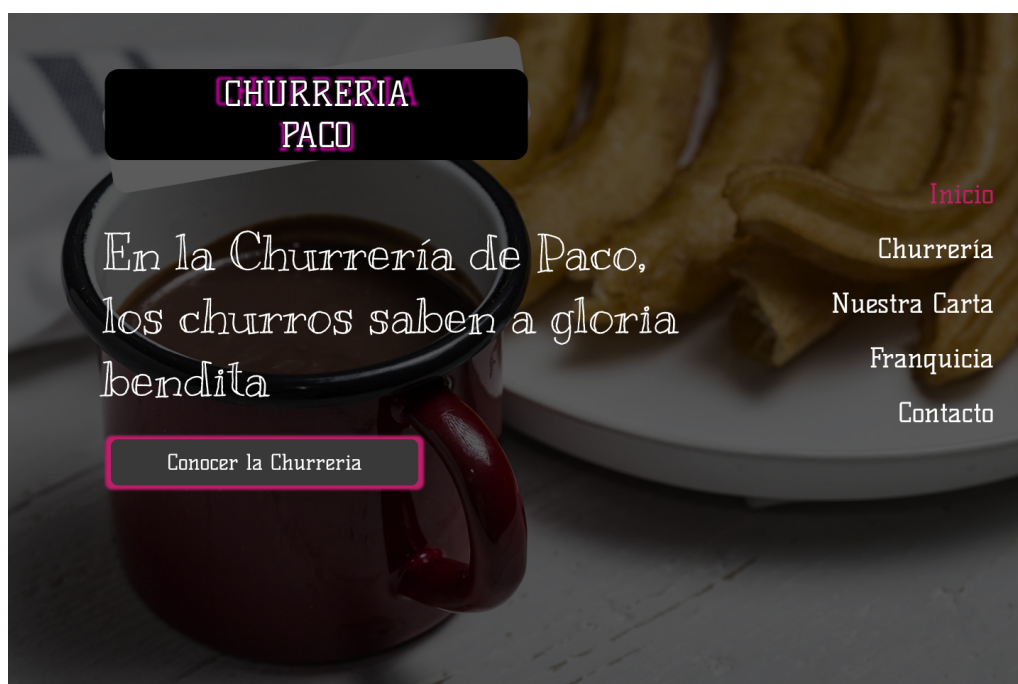 CHURRERIA
PACO
En la Churrería de Paco,
los churros saben a gloria
bendita
Conocer la Churreria
Inicio
Churrería
Nuestra Carta
Franquicia
Contacto